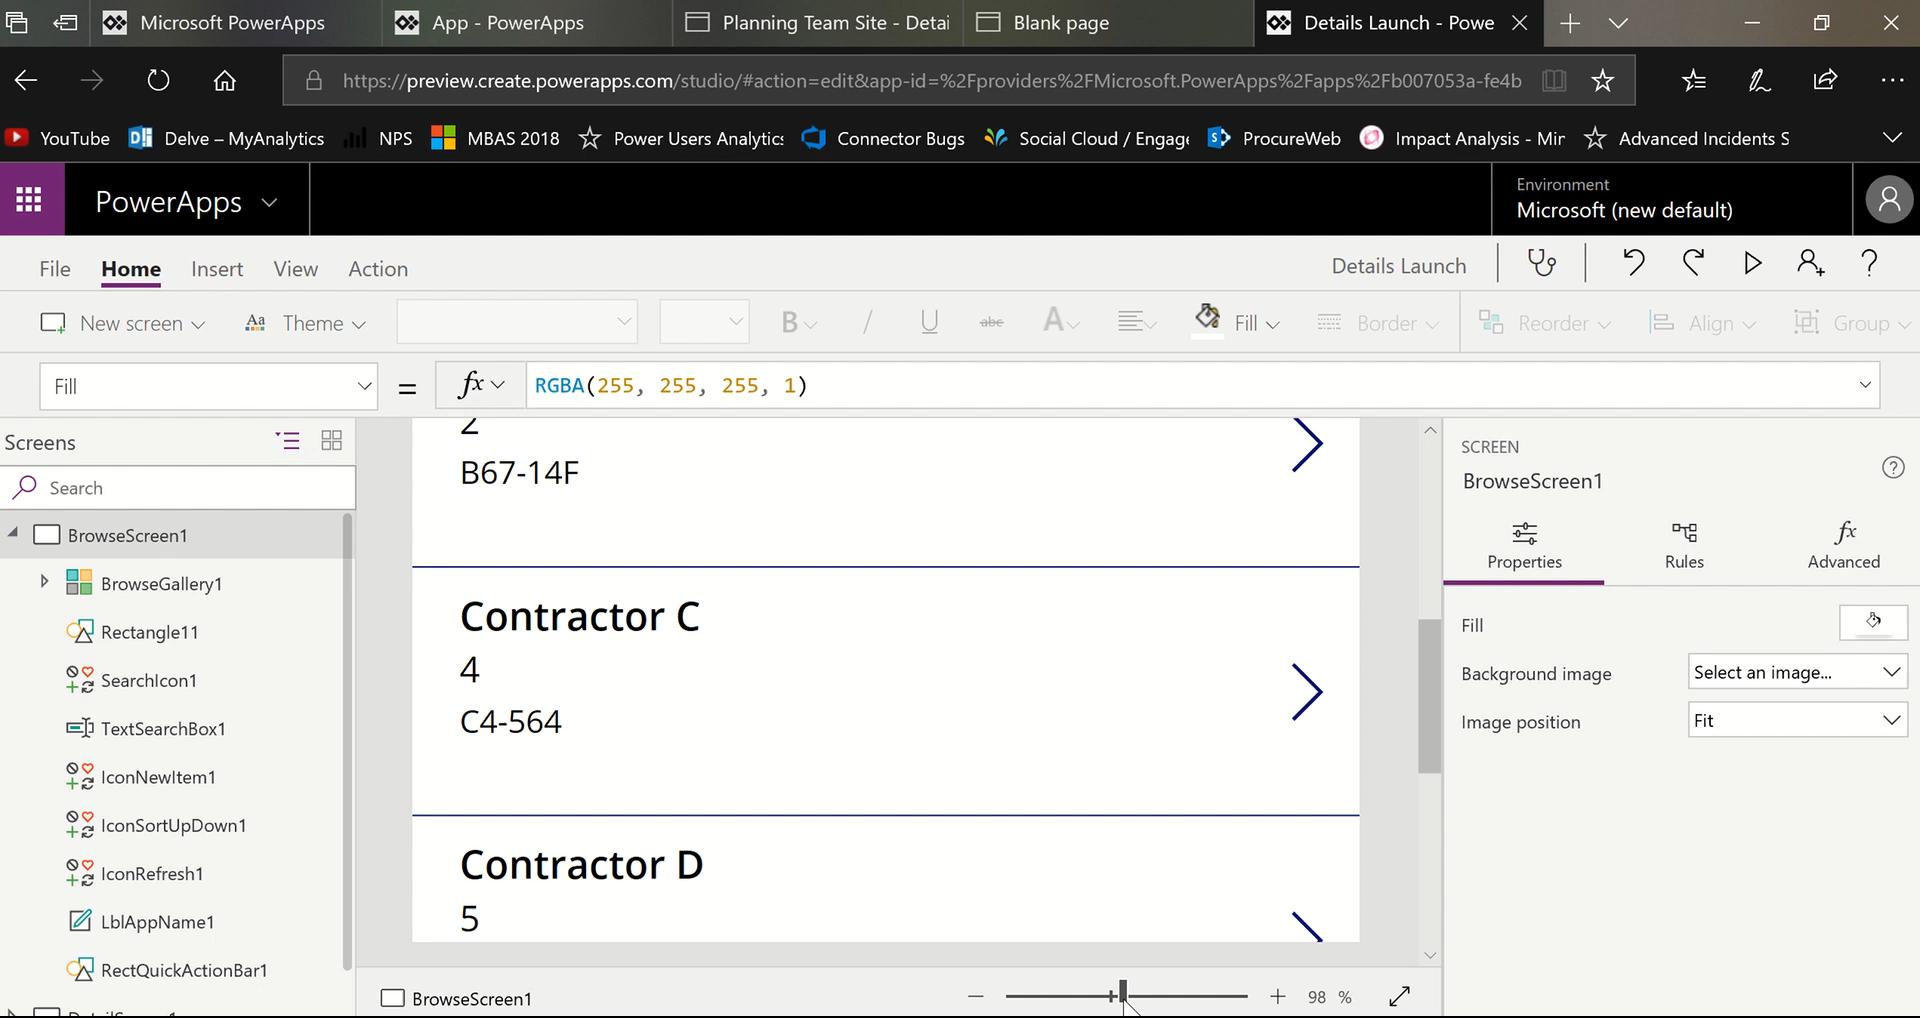 Microsoft PowerApps
App - PowerApps
Planning Team Site - Detai
Blank page
Details Launch - Powe
https://preview.create.powerapps.com/studio/#action=edit&app-id=%2Fproviders%2FMicrosoft.PowerApps%2Fapps%2Fb007053a-fe4b
YouTube
Delve – MyAnalytics
NPS
MBAS 2018
Power Users Analytics
Connector Bugs
Social Cloud / Engage
ProcureWeb
Impact Analysis - Mir
Advanced Incidents S
PowerApps
Environment
Microsoft (new default)
File Home Insert View Action
Details Launch
New screen
Theme
Fill
Border
Reorder
Align
Group
Fill
= fx RGBA(255, 255, 255, 1)
Screens
Search
BrowseScreen1
BrowseGallery1
Rectangle11
SearchIcon1
TextSearchBox1
IconNewItem1
IconSortUpDown1
IconRefresh1
LblAppName1
RectQuickActionBar1
2
B67-14F
Contractor C
4
C4-564
Contractor D
5
BrowseScreen1
98 %
SCREEN
BrowseScreen1
Properties
Rules
Advanced
Fill
Background image
Select an image...
Image position
Fit